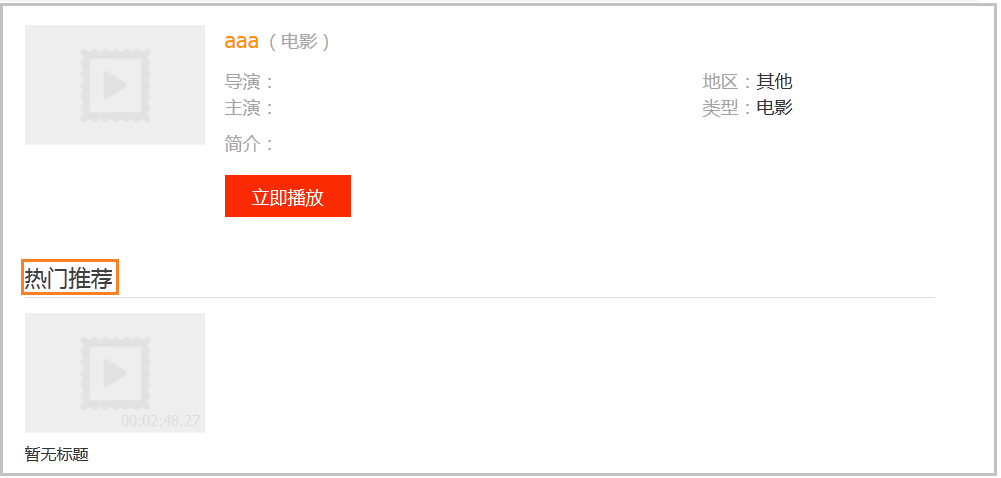 aaa（电影）
导演：
地区：其他
主演：
类型：电影
简介：
立即播放
热门推荐
00:02:48.27
暂无标题